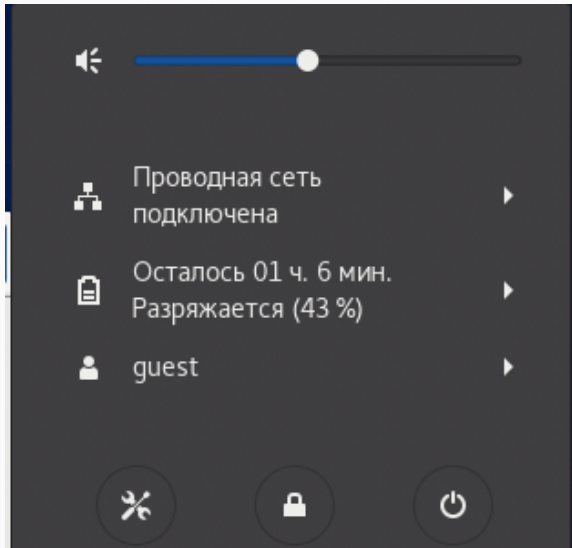 Проводная сеть
подключена
Осталось 01 ч. 6 мин.
Разряжается (43 %)
guest